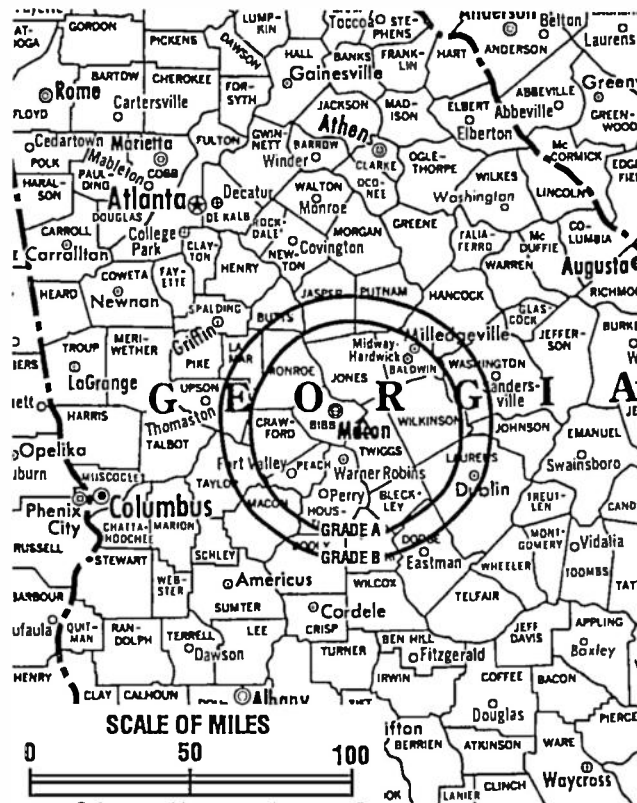 LUMP-
KIN
Toccoa
STE-
PHENS
Anderson
Belton
GORDON
PICKENS
DAWSON
HALL
BANKS
FRANK-
LIN
HART
ANDERSON
Laurens
BARTOW
CHEROKEE
FOR-
SYTH
Gainesville
Rome
Cartersville
JACKSON
MAD-
ISON
ELBERT
Elberton
ABBEVILLE
Abbeville
FLOYD
Cedartown
Marietta
FULTON
GWIN-
NETT
BARROW
Winder
Athens
CLARKE
OGLE-
THORPE
Mc
CORMICK
POLK
Mableton
COBB
PAUL-
DING
HARAL-
SON
Atlanta
Decatur
DE KALB
WALTON
Monroe
OCO-
NEE
WILKES
Washington
LINCOLN
DOUGLAS
College
Park
ROCK-
DALE
Covington
MORGAN
GREENE
TALIA-
FERRO
Mc
DUFFIE
CO-
LUMBIA
CARROLL
Carrollton
CLAY-
TON
NEW-
TON
WARREN
Augusta
COWETA
Newnan
FAY-
ETTE
HENRY
JASPER
PUTNAM
HANCOCK
GLAS-
COCK
HEARD
SPALDING
Griffin
BUTTS
Milledgeville
JEFFER-
SON
TROUP
LaGrange
MERI-
WETHER
PIKE
LA-
MAR
MONROE
JONES
Midway-
Hardwick
BALDWIN
WASHINGTON
Sanders-
ville
GEORGIA
HARRIS
UPSON
Thomaston
TALBOT
CRAW-
FORD
BIBB
Macon
WILKINSON
JOHNSON
EMANUEL
Opelika
TWIGGS
Swainsboro
MUSCOGEE
Fort Valley
PEACH
Warner Robins
LAURENS
Dublin
Phenix
City
Columbus
TAYLOR
MACON
Perry
BLECK-
LEY
TREUT-
LEN
CHATTA-
HOOCHEE
MARION
HOUS-
GRADE A
GRADE B
DODGE
Eastman
MONT-
GOMERY
Vidalia
RUSSELL
STEWART
SCHLEY
WHEELER
TOOMBS
WEB-
STER
Americus
SUMTER
WILCOX
TELFAIR
BARBOUR
QUIT-
MAN
RAN-
DOLPH
TERRELL
Dawson
LEE
Cordele
CRISP
BEN HILL
Fitzgerald
JEFF
DAVIS
APPLING
Baxley
HENRY
CLAY
CALHOUN
Albany
TURNER
IRWIN
COFFEE
Douglas
BACON
SCALE OF MILES
0
50
100
BERRIEN
ATKINSON
WARE
Waycross
LANIER
CLINCH